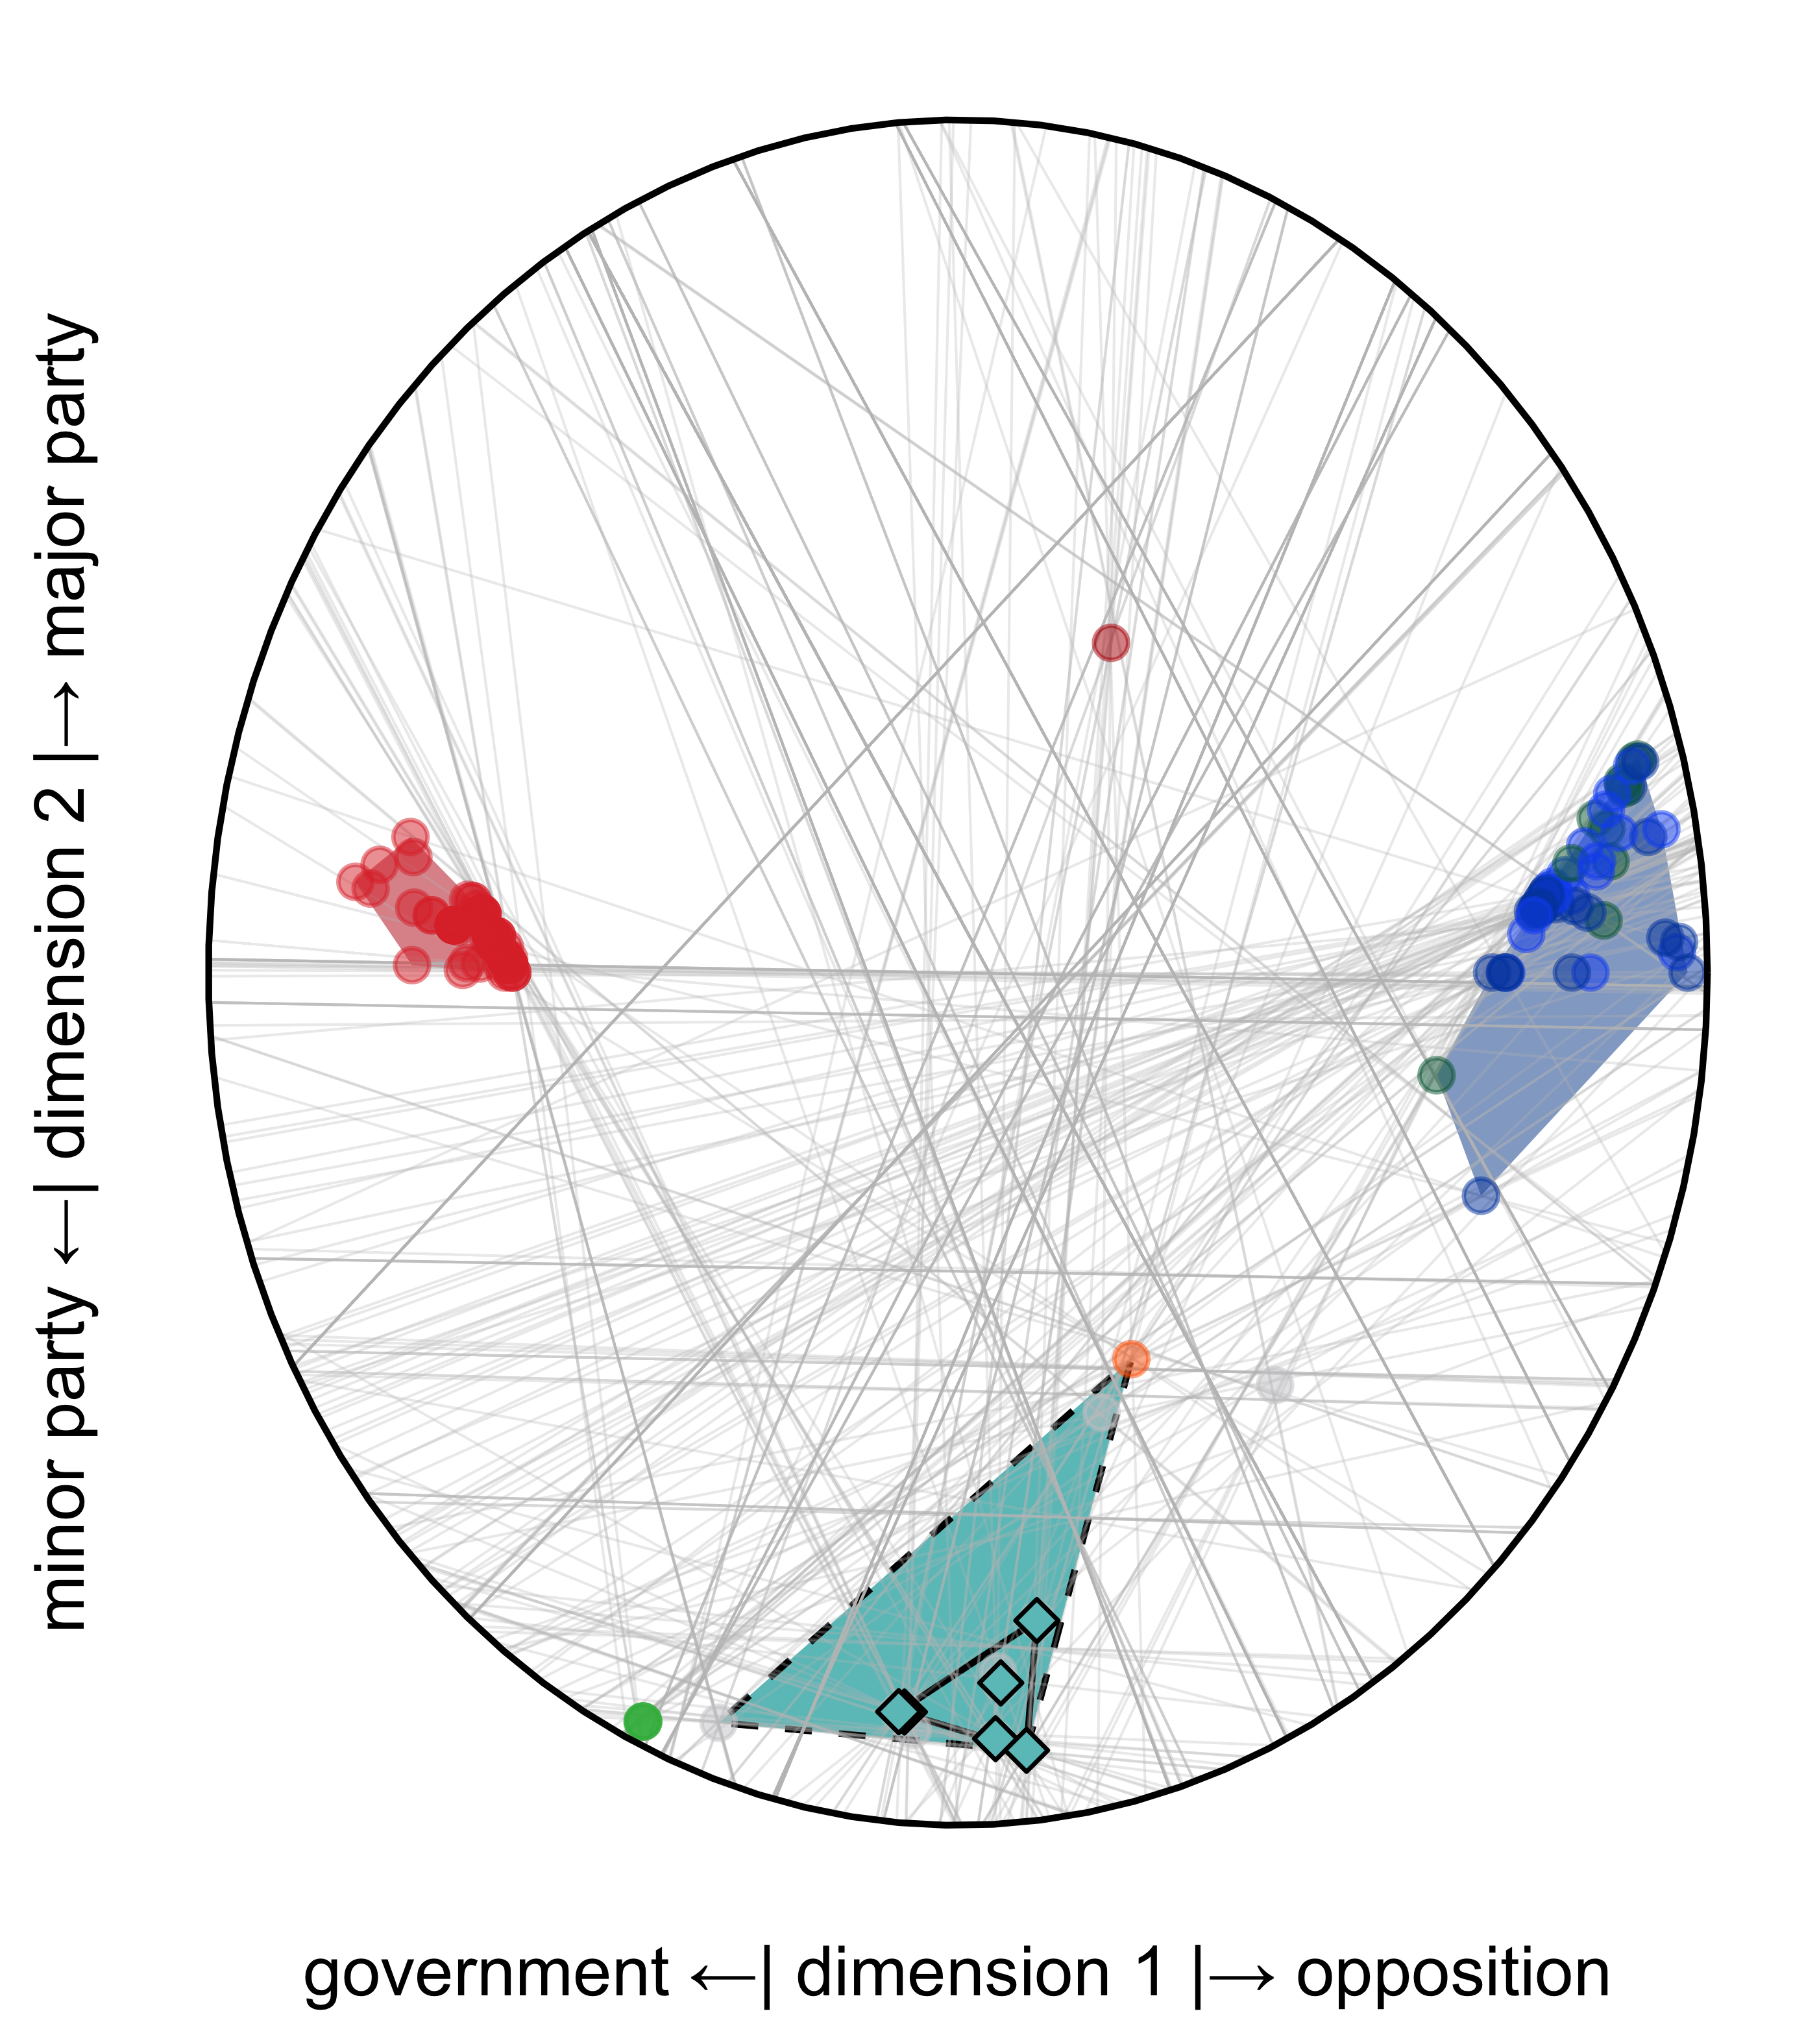 minor party ←| dimension 2 |→ major party
government ←| dimension 1 |→ opposition